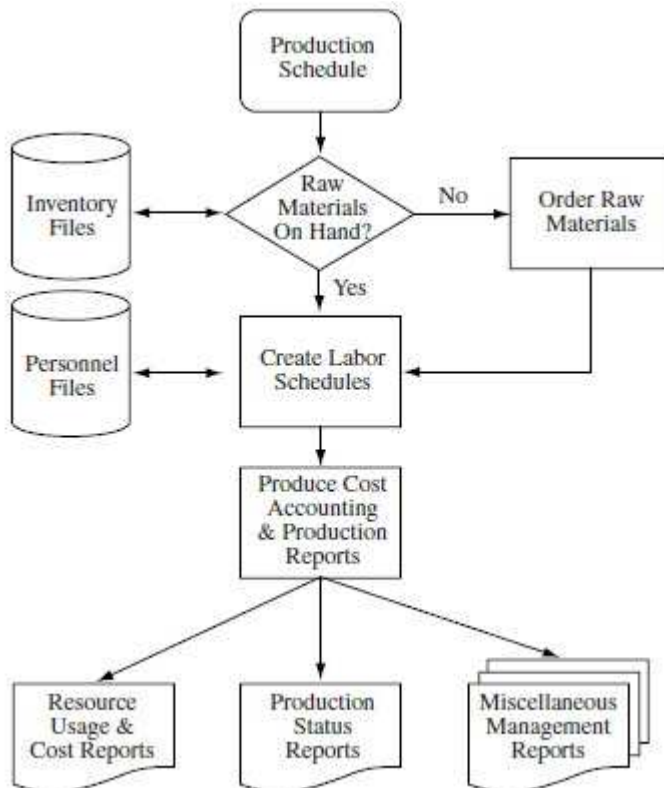 Production
Schedule
Inventory
Files
Raw
Materials
On Hand?
No
Order Raw
Materials
Yes
Personnel
Files
Create Labor
Schedules
Produce Cost
Accounting
& Production
Reports
Resource
Usage &
Cost Reports
Production
Status
Reports
Miscellaneous
Management
Reports